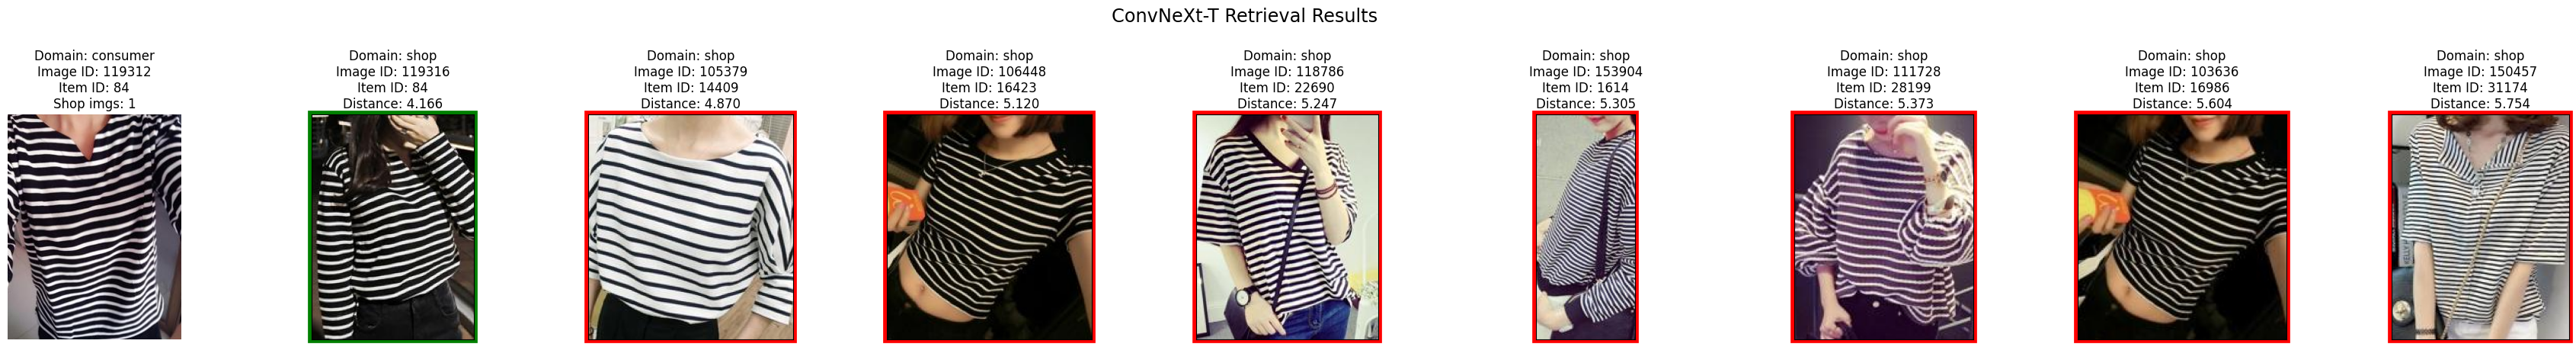 ConvNeXt-T Retrieval Results
Domain: consumer
Image ID: 119312
Item ID: 84
Shop imgs: 1
Domain: shop
Image ID: 119316
Item ID: 84
Distance: 4.166
Domain: shop
Image ID: 105379
Item ID: 14409
Distance: 4.870
Domain: shop
Image ID: 106448
Item ID: 16423
Distance: 5.120
Domain: shop
Image ID: 118786
Item ID: 22690
Distance: 5.247
Domain: shop
Image ID: 153904
Item ID: 1614
Distance: 5.305
Domain: shop
Image ID: 111728
Item ID: 28199
Distance: 5.373
Domain: shop
Image ID: 103636
Item ID: 16986
Distance: 5.604
Domain: shop
Image ID: 150457
Item ID: 31174
Distance: 5.754